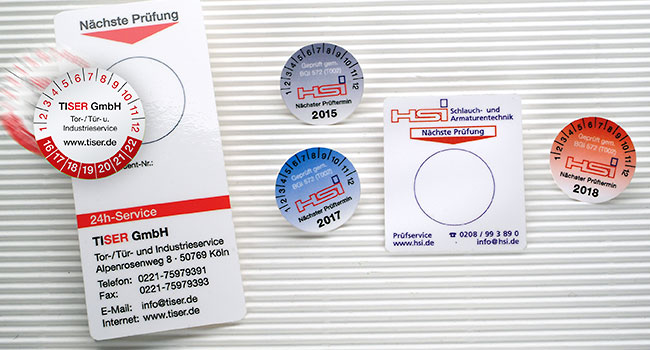 Nächste Prüfung
1 2 3 4 5 6 7 8 9 10 11 12
TISER GmbH
Tor-/Tür- u.
Industrieservice
www.tiser.de
16 17 18 19 20 21 22
ent-Nr.:
24h-Service
TISER GmbH
Tor-/Tür- und Industrieservice
Alpenrosenweg 8 · 50769 Köln
Telefon: 0221-75979391
Fax: 0221-75979393
E-Mail: info@tiser.de
Internet: www.tiser.de
1 2 3 4 5 6 7 8 9 10 11 12
Geprüft gem.
BGI 572 (T002)
HSI
Nächster Prüftermin
2015
1 2 3 4 5 6 7 8 9 10 11 12
Geprüft gem.
BGI 572 (T002)
HSI
Nächster Prüftermin
2017
HSI Schlauch- und
Armaturentechnik
Nächste Prüfung
Prüfservice ☎ 0208 / 99 3 89 0
www.hsi.de info@hsi.de
1 2 3 4 5 6 7 8 9 10 11 12
Geprüft gem.
BGI 572 (T002)
HSI
Nächster Prüftermin
2018